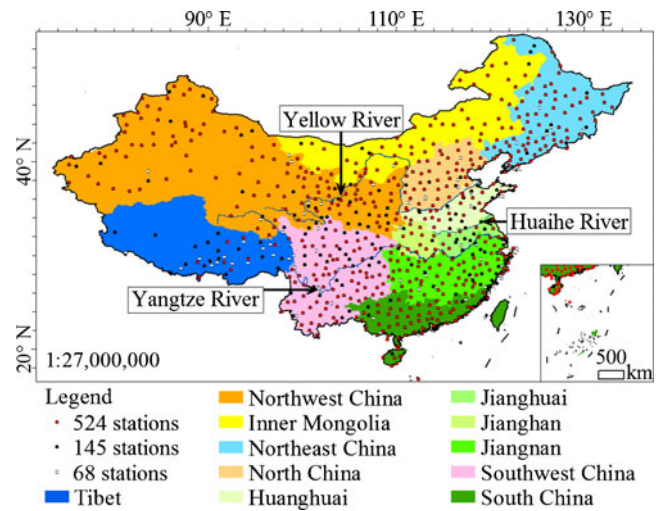 90° E 110° E 130° E
40° N
20° N
Yellow River
Huaihe River
Yangtze River
1:27,000,000
500
km
Legend
524 stations
145 stations
68 stations
Tibet
Northwest China
Inner Mongolia
Northeast China
North China
Huanghuai
Jianghuai
Jianghan
Jiangnan
Southwest China
South China